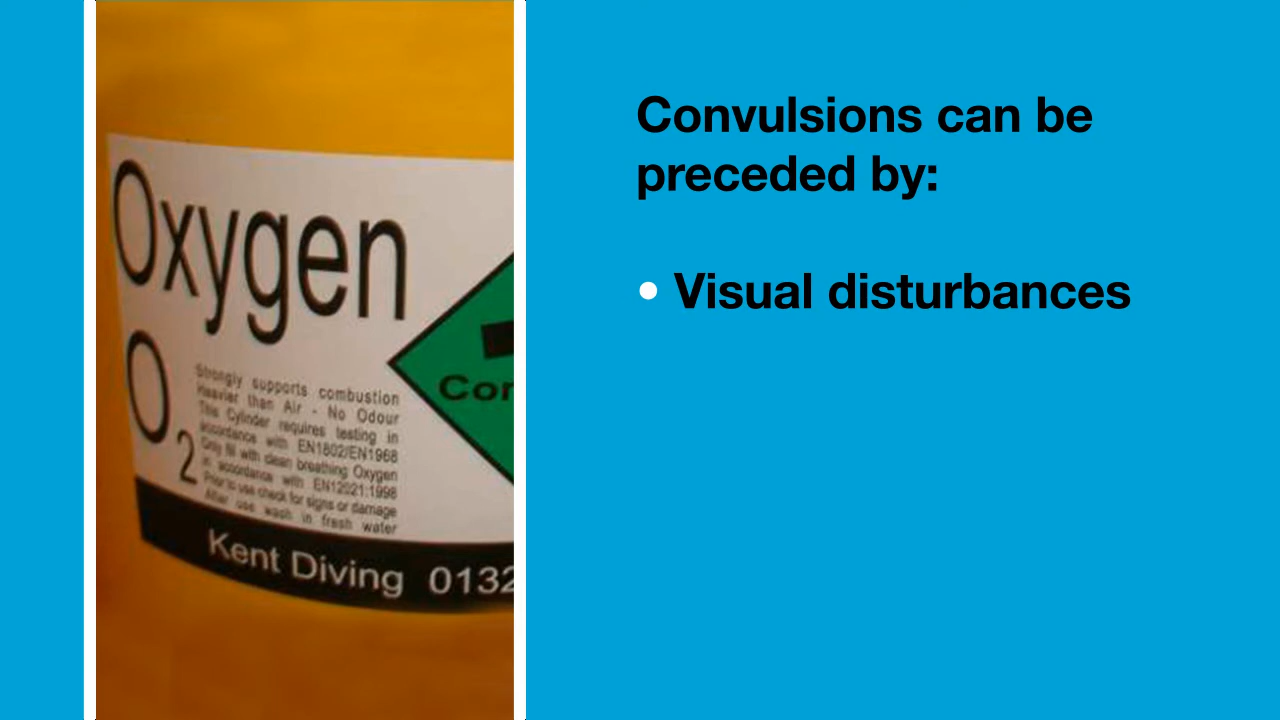 Convulsions can be
preceded by:
• Visual disturbances
Oxygen
O2
Strongly supports combustion
Heavier than Air - No Odour
This Cylinder requires testing in
accordance with EN1802/EN1968
Only fill with clean breathing Oxygen
in accordance with EN12021:1998
Prior to use check for signs or damage
After use wash in fresh water
Kent Diving 0132